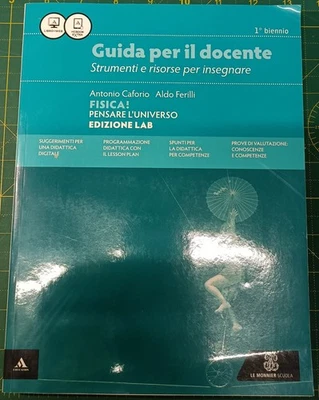 1° biennio
Guida per il docente
Strumenti e risorse per insegnare
Antonio Caforio Aldo Ferilli
FISICA!
PENSARE L'UNIVERSO
EDIZIONE LAB
SUGGERIMENTI PER
UNA DIDATTICA
DIGITALE
PROGRAMMAZIONE
DIDATTICA CON
IL LESSON PLAN
SPUNTI PER
LA DIDATTICA
PER COMPETENZE
PROVE DI VALUTAZIONE:
CONOSCENZE
E COMPETENZE
LE MONNIER SCUOLA